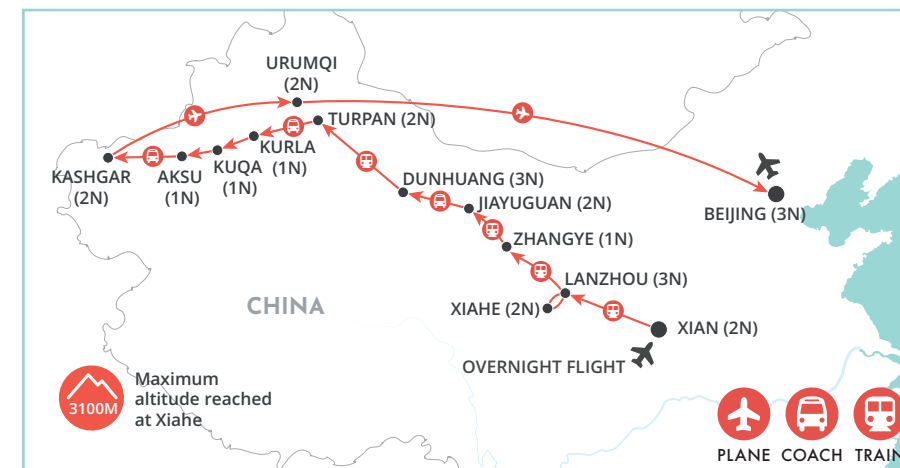 URUMQI
(2N)
TURPAN (2N)
KURLA
(1N)
KUQA
(1N)
AKSU
(1N)
KASHGAR
(2N)
DUNHUANG (3N)
JIAYUGUAN (2N)
BEIJING (3N)
ZHANGYE (1N)
LANZHOU (3N)
XIAHE (2N)
XIAN (2N)
CHINA
OVERNIGHT FLIGHT
3100M
Maximum
altitude reached
at Xiahe
PLANE COACH TRAIN